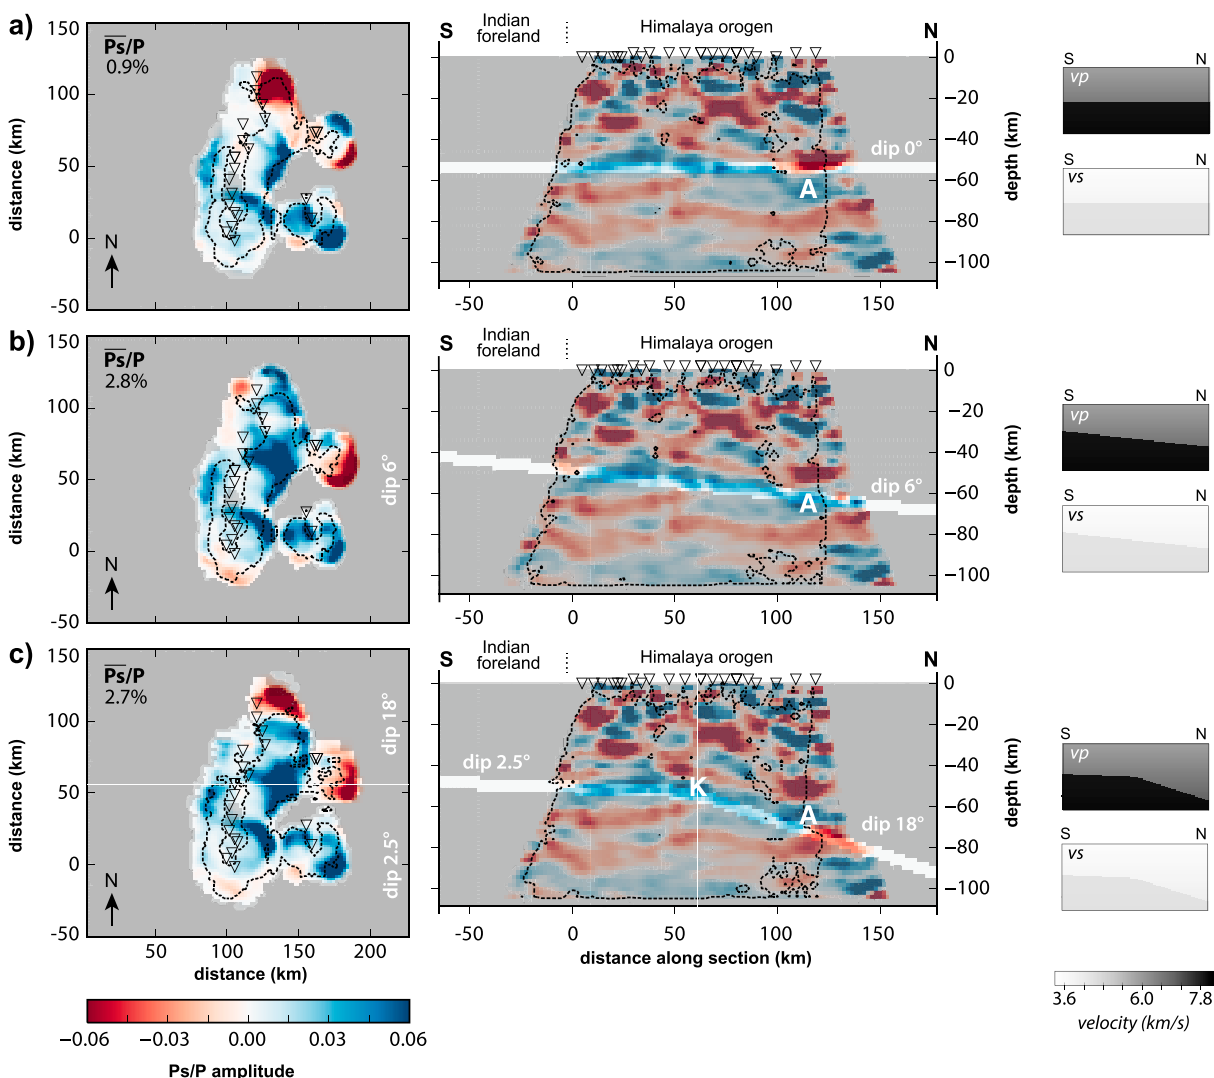 a)
150
100
50
0
-50
distance (km)
Ps/P
0.9%
N
S
Indian
foreland
Himalaya orogen
N
0
−20
−40
−60
−80
−100
depth (km)
dip 0°
A
-50
0
50
100
150
S
N
vp
vs
b)
150
100
50
0
-50
distance (km)
Ps/P
2.8%
dip 6°
N
S
Indian
foreland
Himalaya orogen
N
0
−20
−40
−60
−80
−100
depth (km)
dip 6°
A
-50
0
50
100
150
S
N
vp
S
N
vs
c)
150
100
50
0
-50
distance (km)
Ps/P
2.7%
dip 18°
dip 2.5°
N
50
100
150
200
distance (km)
S
Indian
foreland
Himalaya orogen
N
0
−20
−40
−60
−80
−100
depth (km)
dip 2.5°
K
A
dip 18°
-50
0
50
100
150
distance along section (km)
S
N
vp
S
N
vs
−0.06
−0.03
0.00
0.03
0.06
Ps/P amplitude
3.6
6.0
7.8
velocity (km/s)